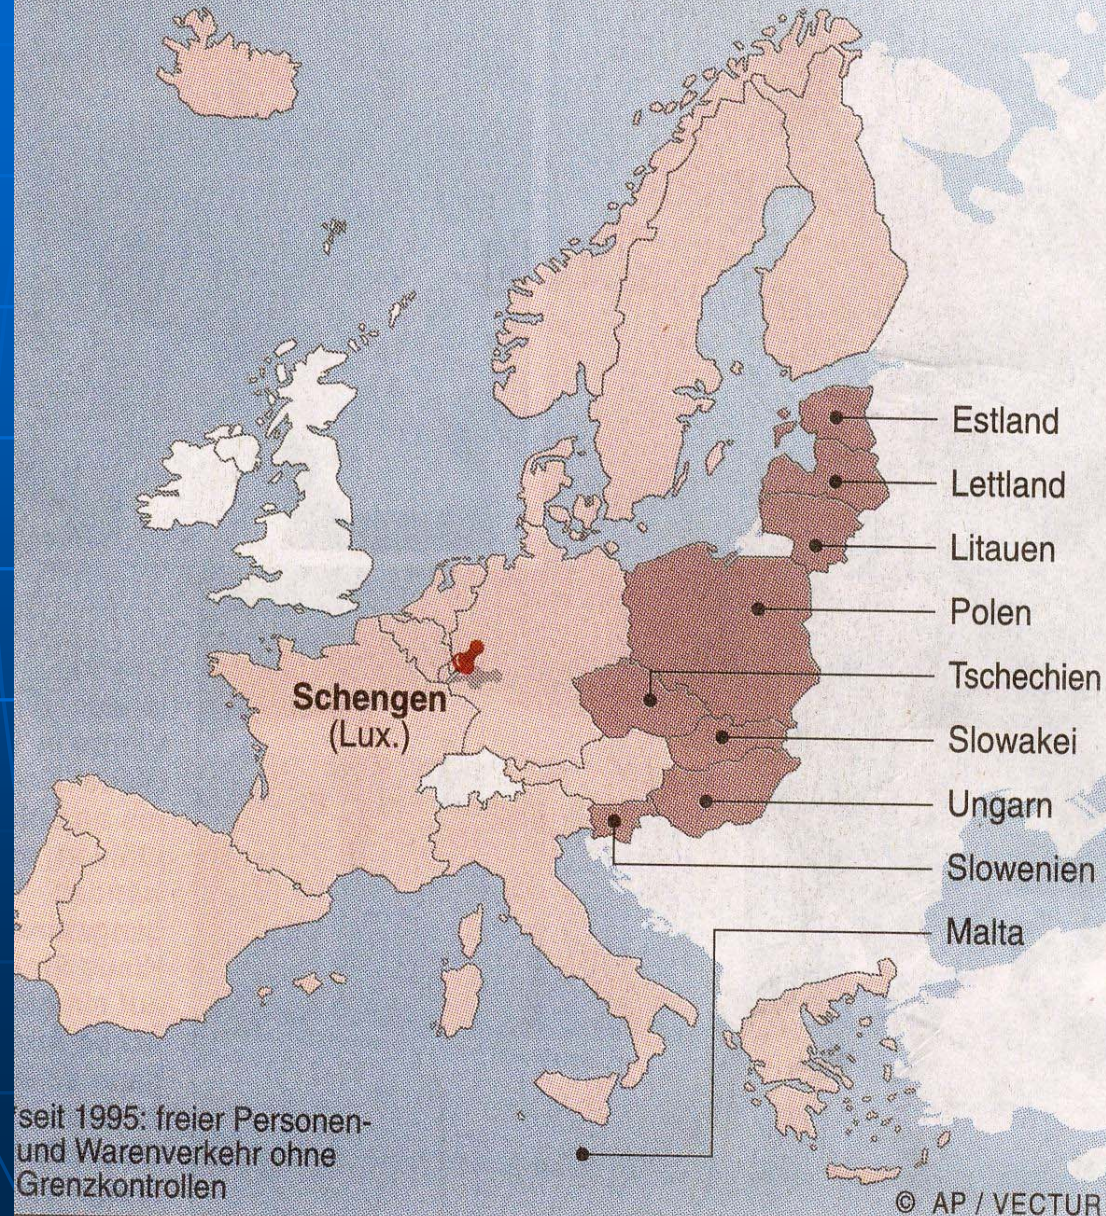 Estland
Lettland
Litauen
Polen
Tschechien
Schengen
(Lux.)
Slowakei
Ungarn
Slowenien
Malta
*seit 1995: freier Personen-
und Warenverkehr ohne
Grenzkontrollen
© AP / VECTUR